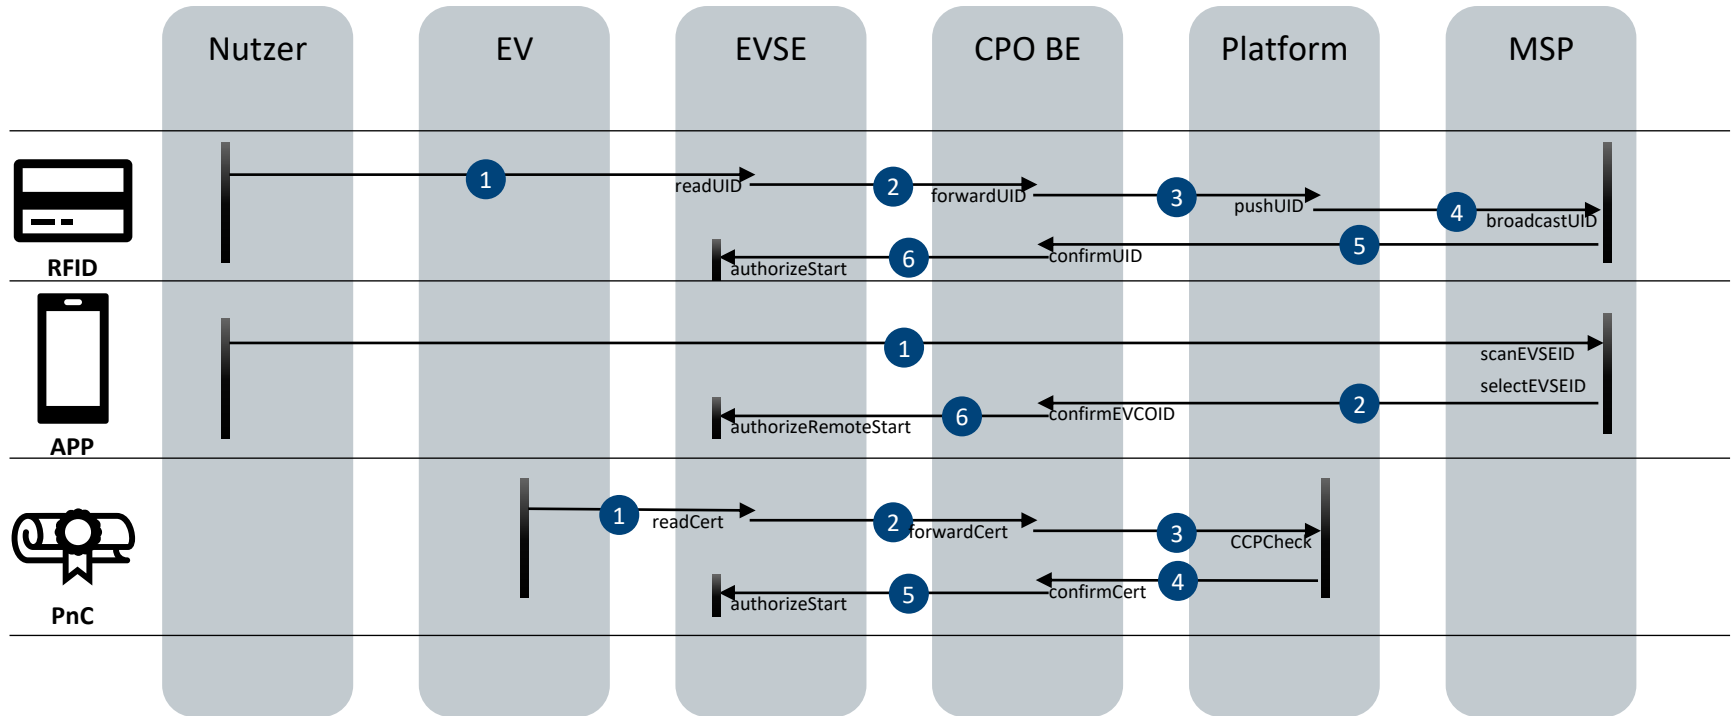 Nutzer
EV
EVSE
CPO BE
Platform
MSP
RFID
1
readUID
2
forwardUID
3
pushUID
4
broadcastUID
5
confirmUID
6
authorizeStart
APP
1
scanEVSEID
selectEVSEID
2
confirmEVCOID
6
authorizeRemoteStart
PnC
1
readCert
2
forwardCert
3
CCPCheck
4
confirmCert
5
authorizeStart